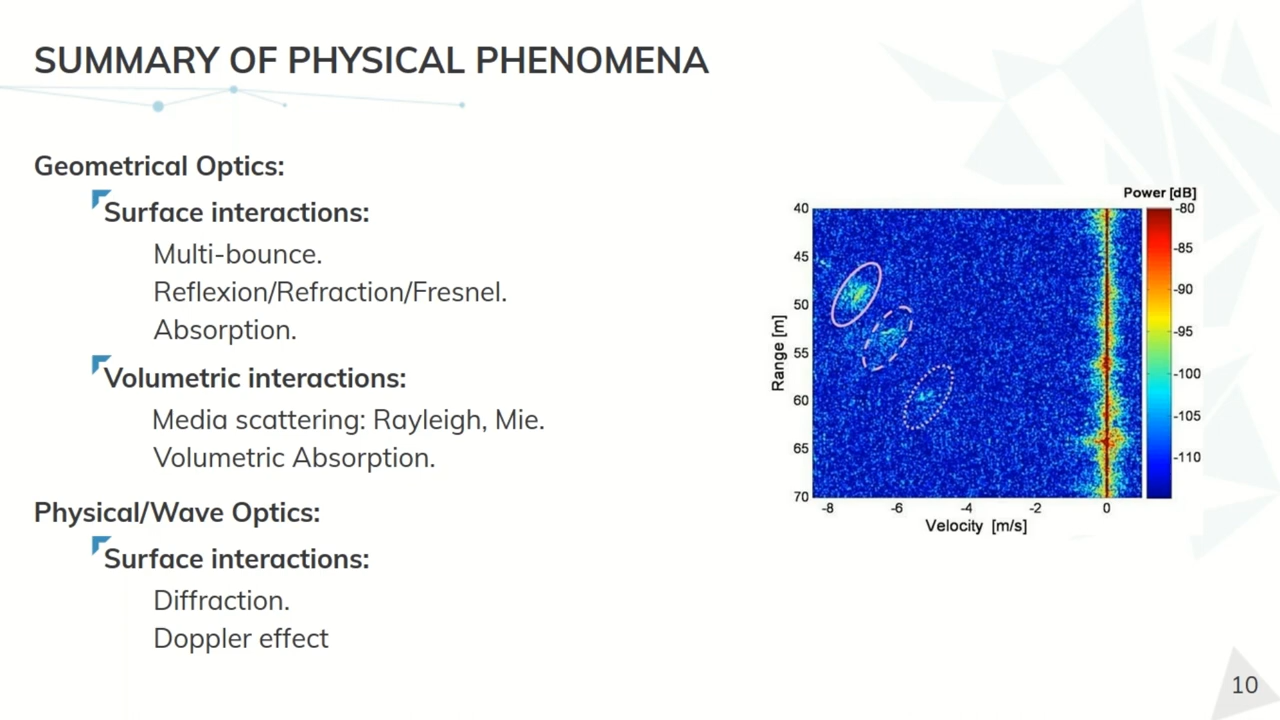 SUMMARY OF PHYSICAL PHENOMENA
Geometrical Optics:
Surface interactions:
Multi-bounce.
Reflexion/Refraction/Fresnel.
Absorption.
Volumetric interactions:
Media scattering: Rayleigh, Mie.
Volumetric Absorption.
Physical/Wave Optics:
Surface interactions:
Diffraction.
Doppler effect
Power [dB]
40
45
50
55
60
65
70
Range [m]
-8
-6
-4
-2
0
Velocity [m/s]
-80
-85
-90
-95
-100
-105
-110
10